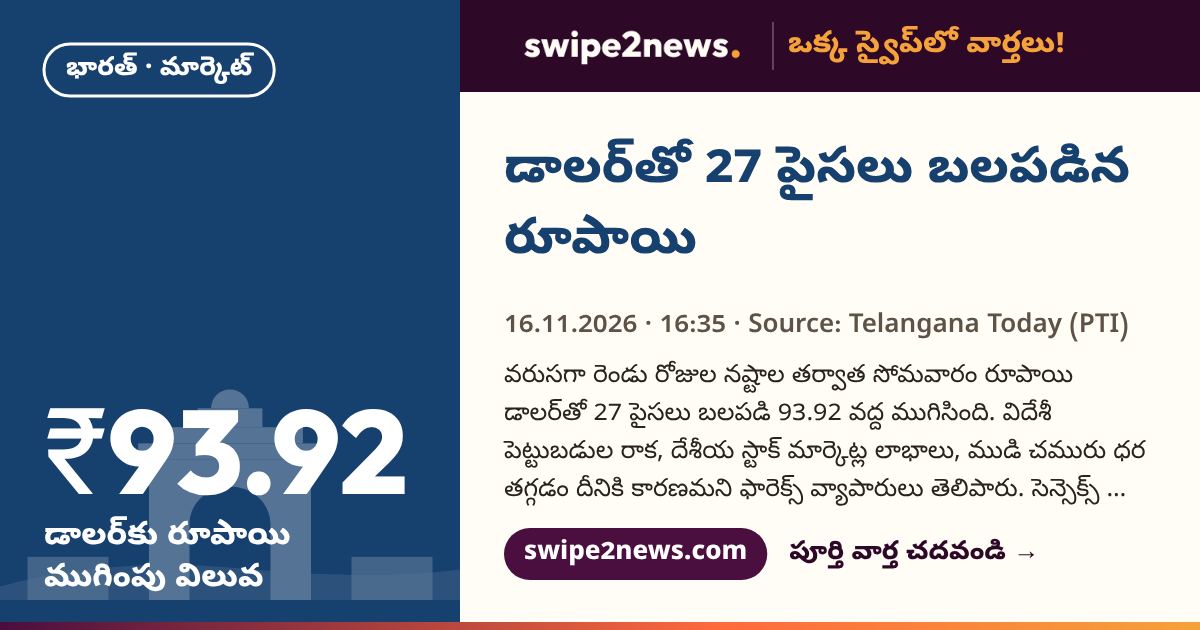 భారత్ · మార్కెట్
₹93.92
డాలర్‌కు రూపాయి
ముగింపు విలువ
swipe2news.
ఒక్క స్వైప్‌లో వార్తలు!
డాలర్‌తో 27 పైసలు బలపడిన
రూపాయి
16.11.2026 · 16:35 · Source: Telangana Today (PTI)
వరుసగా రెండు రోజుల నష్టాల తర్వాత సోమవారం రూపాయి
డాలర్‌తో 27 పైసలు బలపడి 93.92 వద్ద ముగిసింది. విదేశీ
పెట్టుబడుల రాక, దేశీయ స్టాక్ మార్కెట్ల లాభాలు, ముడి చమురు ధర
తగ్గడం దీనికి కారణమని ఫారెక్స్ వ్యాపారులు తెలిపారు. సెన్సెక్స్ ...
swipe2news.com
పూర్తి వార్త చదవండి →